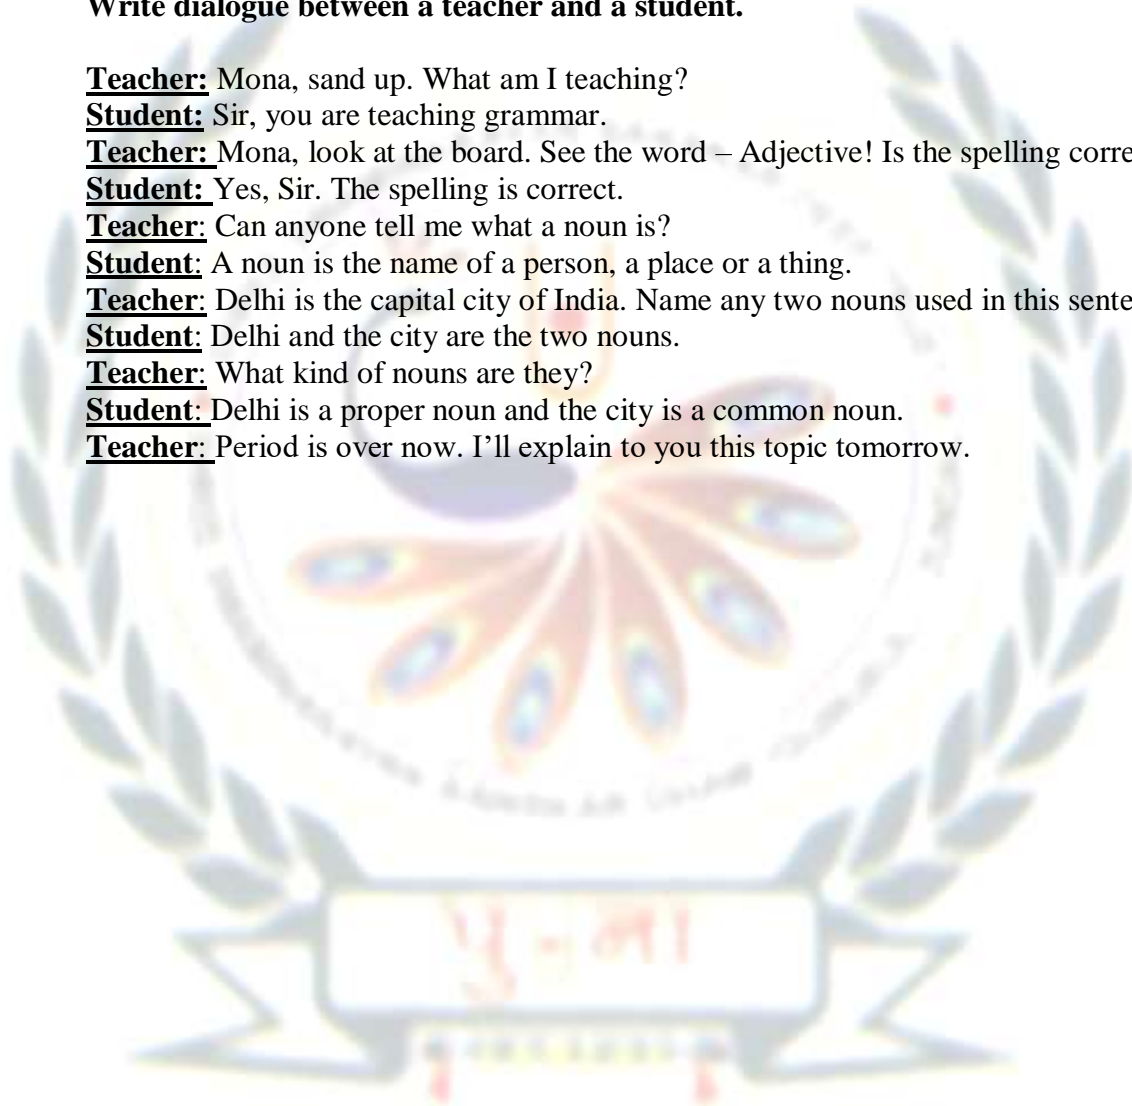 Write dialogue between a teacher and a student.
Teacher: Mona, sand up. What am I teaching?
Student: Sir, you are teaching grammar.
Teacher: Mona, look at the board. See the word – Adjective! Is the spelling corre
Student: Yes, Sir. The spelling is correct.
Teacher: Can anyone tell me what a noun is?
Student: A noun is the name of a person, a place or a thing.
Teacher: Delhi is the capital city of India. Name any two nouns used in this sente
Student: Delhi and the city are the two nouns.
Teacher: What kind of nouns are they?
Student: Delhi is a proper noun and the city is a common noun.
Teacher: Period is over now. I’ll explain to you this topic tomorrow.